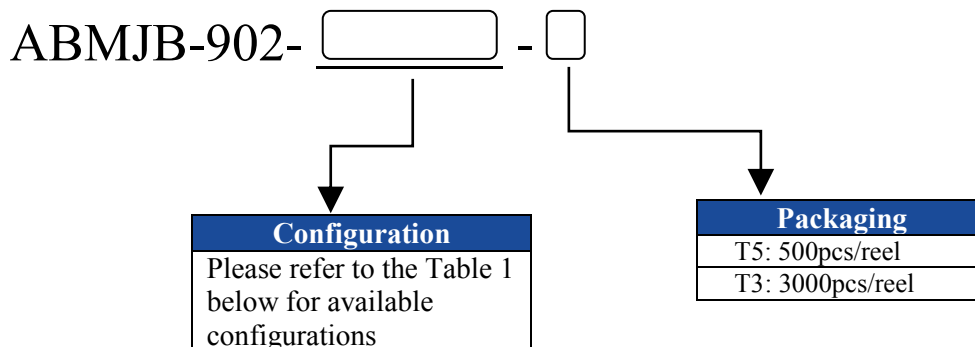 ABMJB-902- -
Configuration
Please refer to the Table 1
below for available
configurations
Packaging
T5: 500pcs/reel
T3: 3000pcs/reel